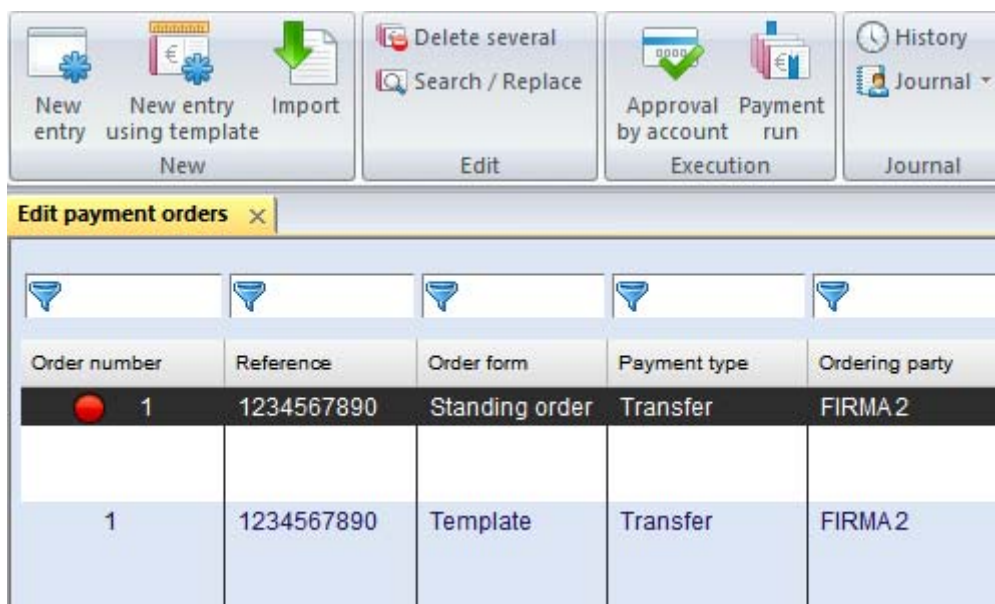 New entry
New entry using template
Import
New
Delete several
Search / Replace
Edit
Approval by account
Payment run
Execution
History
Journal
Journal
Edit payment orders
Order number Reference Order form Payment type Ordering party
1 1234567890 Standing order Transfer FIRMA2
1 1234567890 Template Transfer FIRMA2